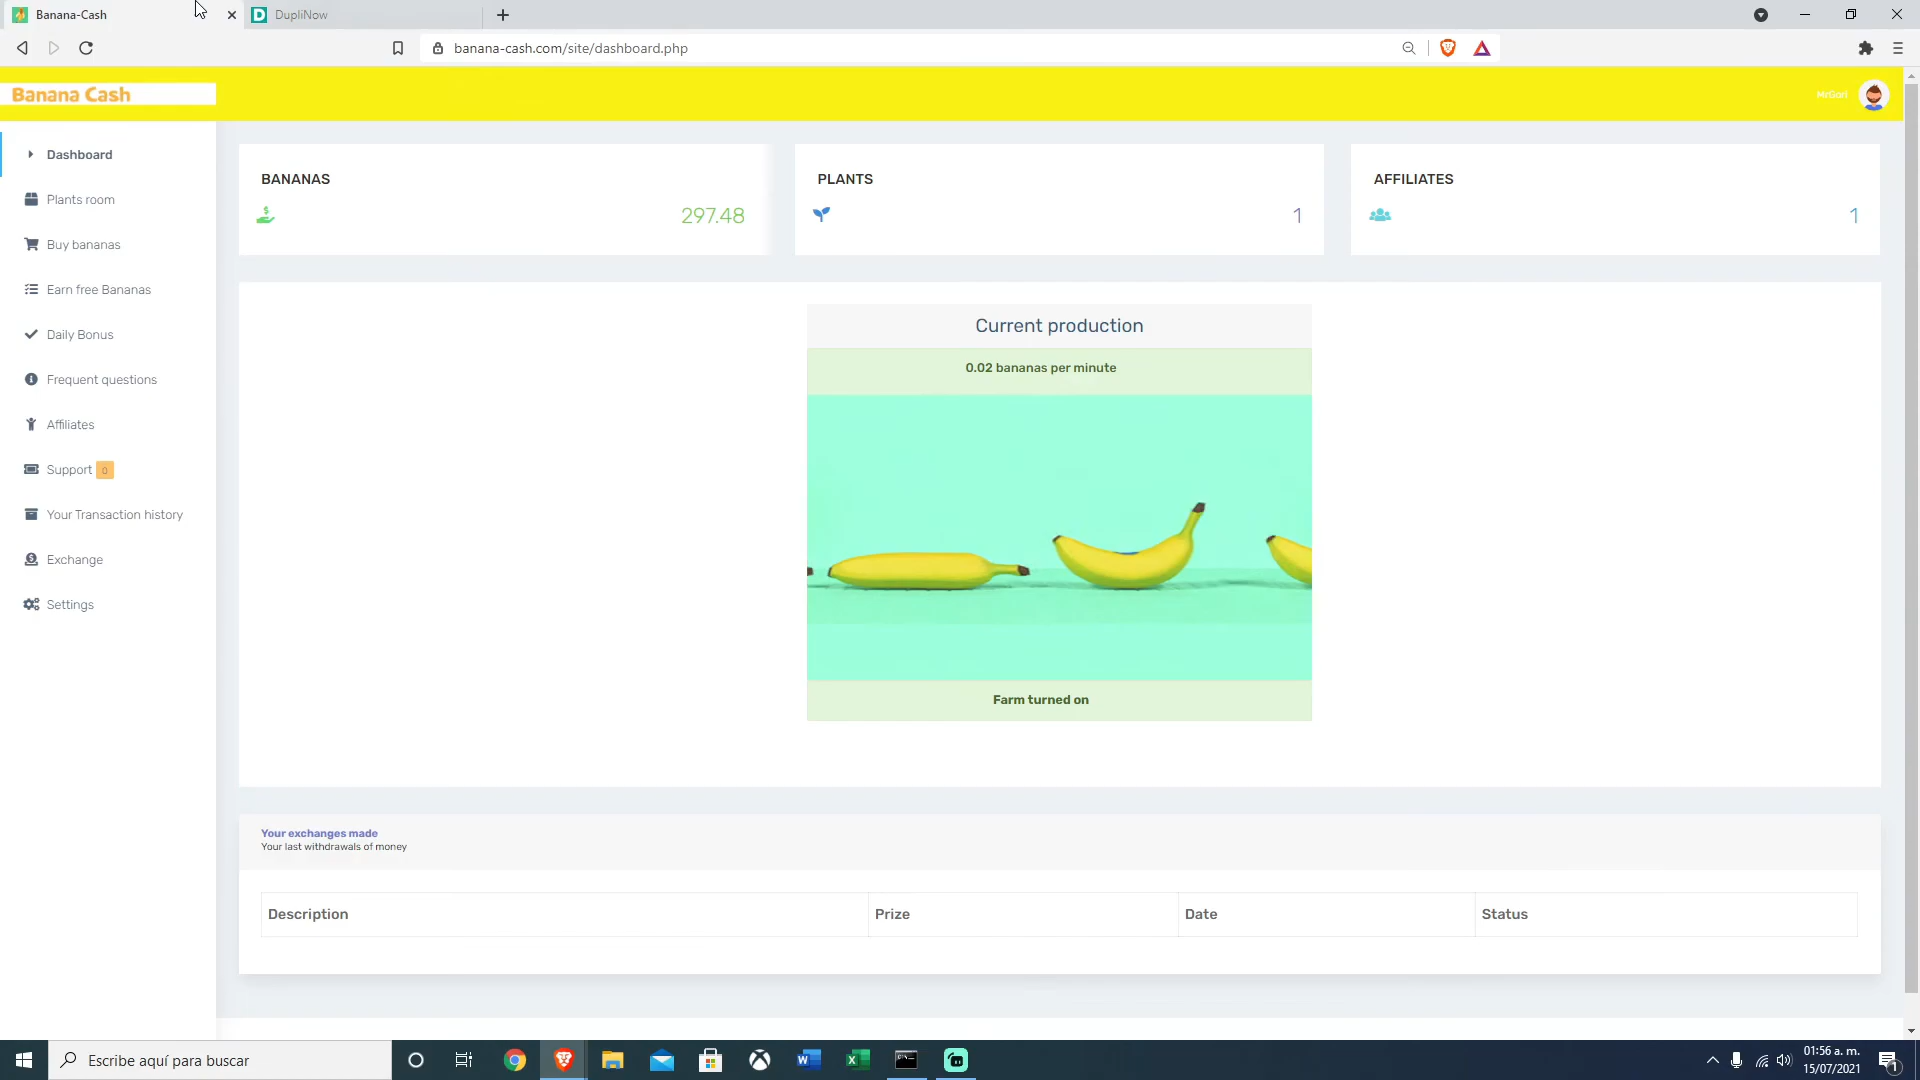 Banana-Cash
DupliNow
banana-cash.com/site/dashboard.php
Banana Cash
MrGori
Dashboard
Plants room
Buy bananas
Earn free Bananas
Daily Bonus
Frequent questions
Affiliates
Support 0
Your Transaction history
Exchange
Settings
BANANAS
297.48
PLANTS
1
AFFILIATES
1
Current production
0.02 bananas per minute
Farm turned on
Your exchanges made
Your last withdrawals of money
Description Prize Date Status
Escribe aquí para buscar
01:56 a. m.
15/07/2021
1